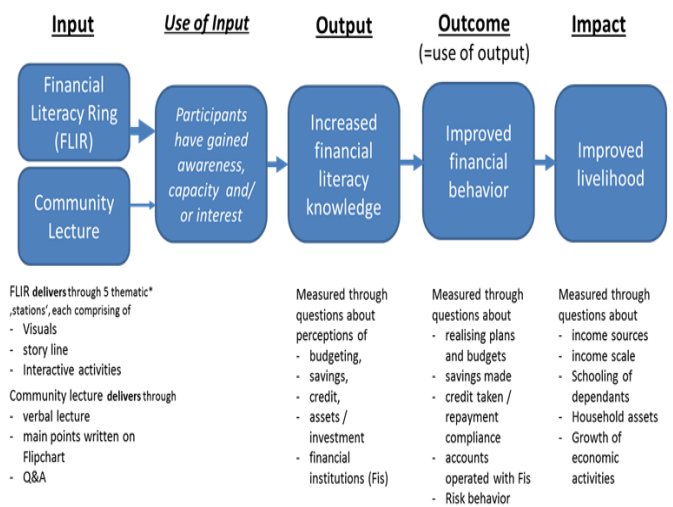 Input
Use of Input
Output
Outcome
(=use of output)
Impact
Financial
Literacy Ring
(FLIR)
Community
Lecture
Participants
have gained
awareness,
capacity and/
or interest
Increased
financial
literacy
knowledge
Improved
financial
behavior
Improved
livelihood
FLIR delivers through 5 thematic*
‚stations‘, each comprising of
- Visuals
- story line
- Interactive activities
Community lecture delivers through
- verbal lecture
- main points written on
Flipchart
- Q&A
Measured through
questions about
perceptions of
- budgeting,
- savings,
- credit,
- assets /
investment
- financial
institutions (Fis)
Measured through
questions about
- realising plans
and budgets
- savings made
- credit taken /
repayment
compliance
- accounts
operated with Fis
- Risk behavior
Measured through
questions about
- income sources
- income scale
- Schooling of
dependants
- Household assets
- Growth of
economic
activities